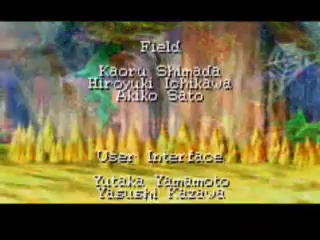 Field
Kaoru Shimada
Hiroyuki Ichikawa
Akiko Sato
User Interface
Yutaka Yamamoto
Yasushi Kazawa